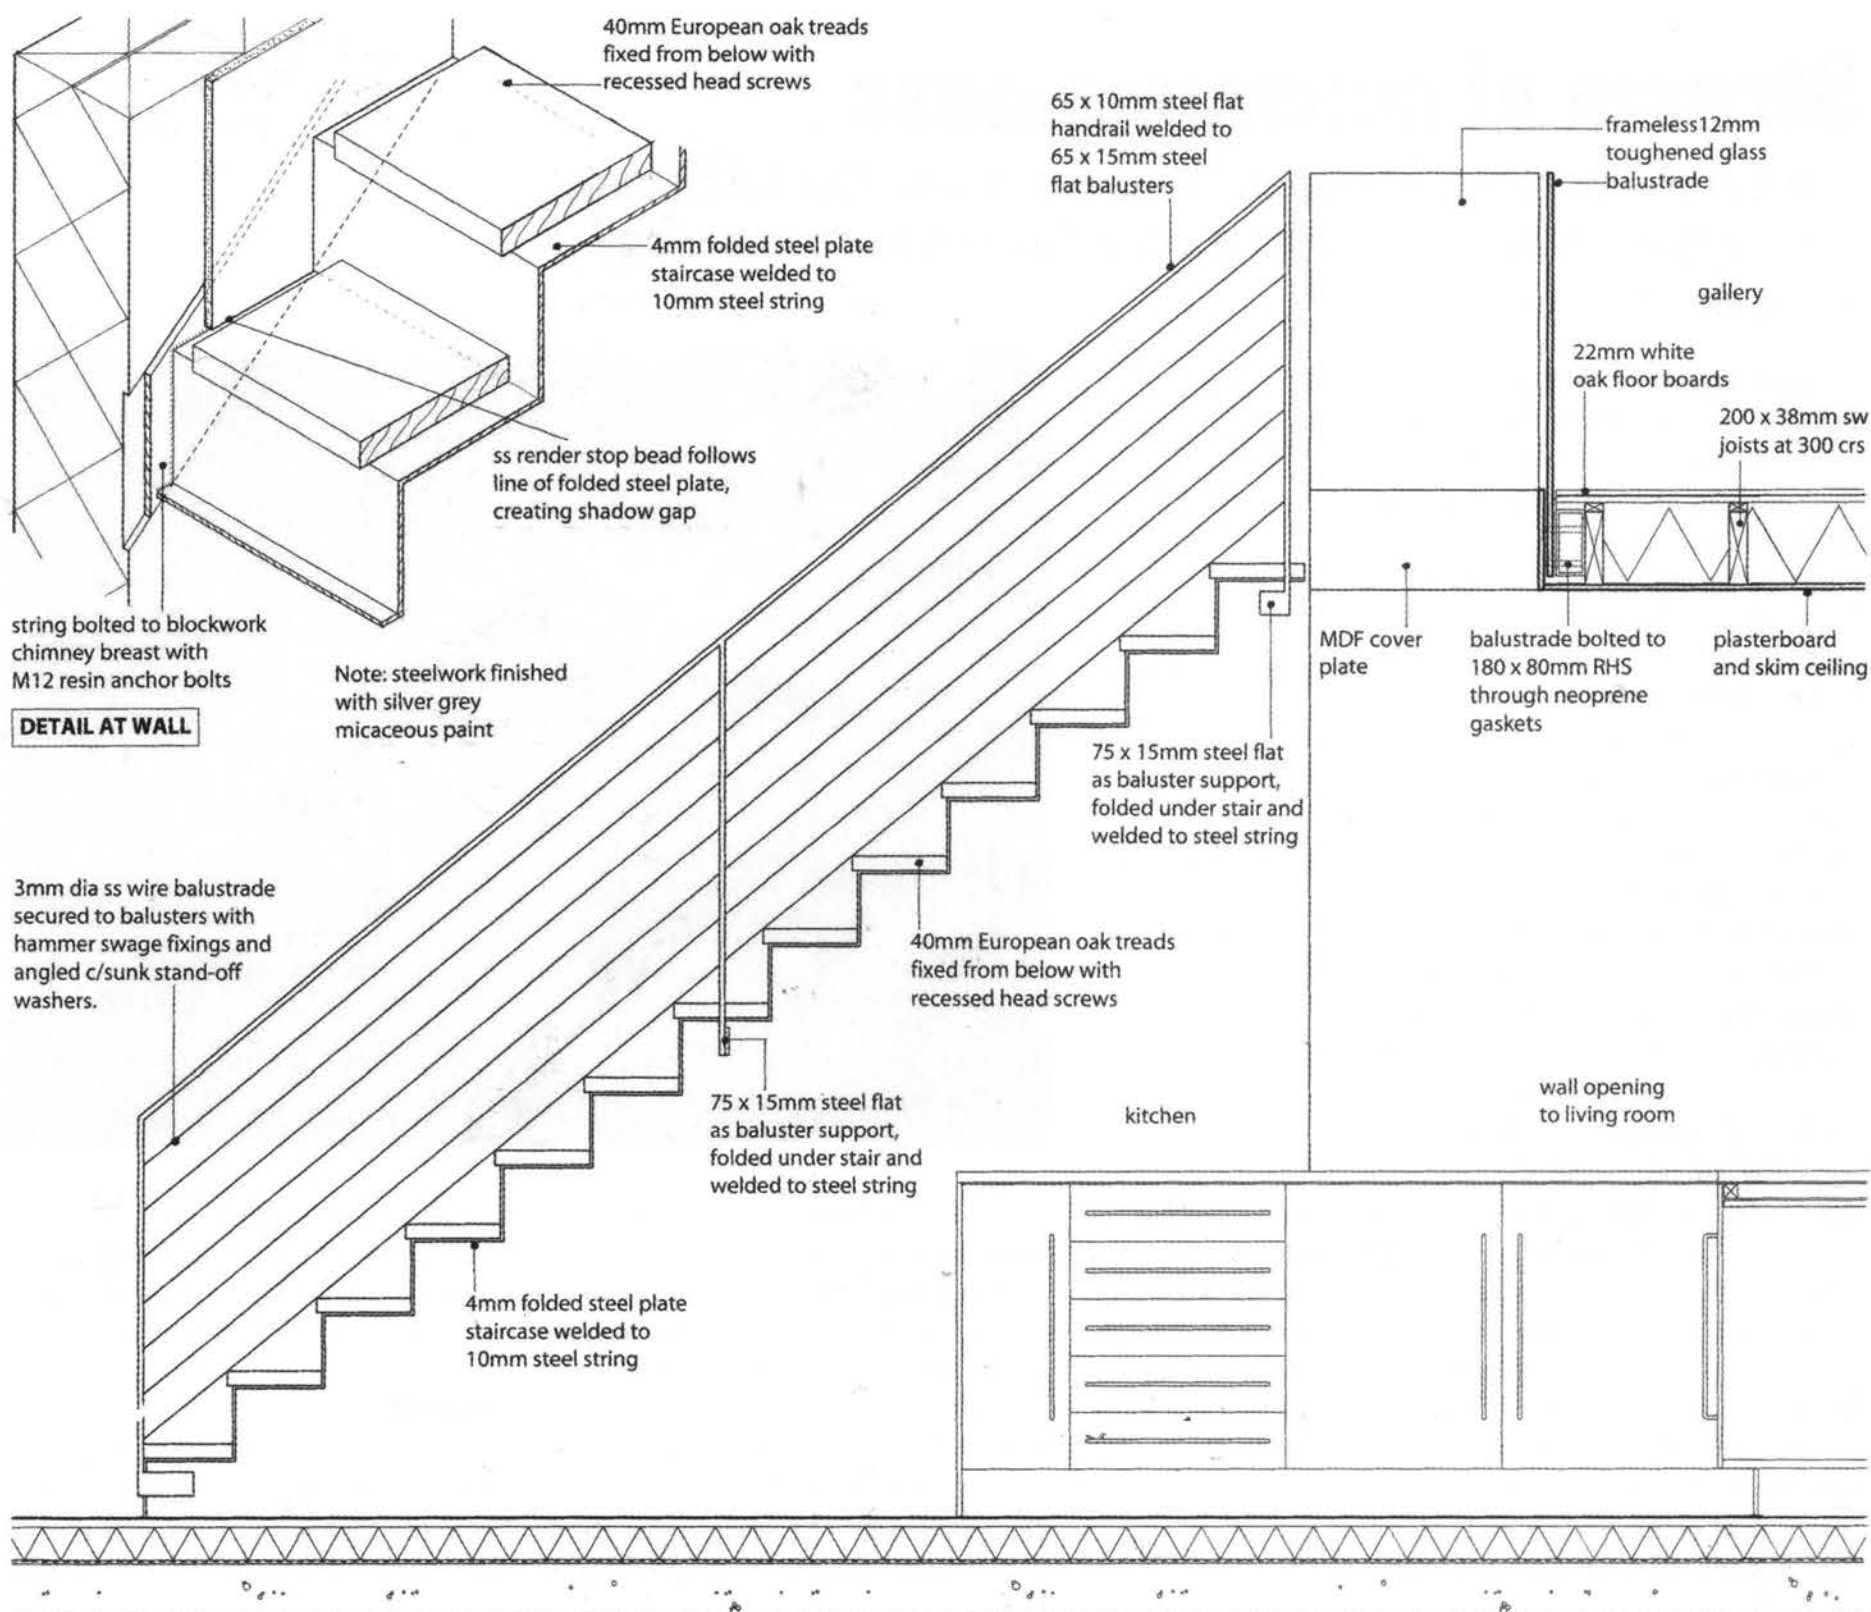 40mm European oak treads
fixed from below with
recessed head screws
4mm folded steel plate
staircase welded to
10mm steel string
ss render stop bead follows
line of folded steel plate,
creating shadow gap
string bolted to blockwork
chimney breast with
M12 resin anchor bolts
DETAIL AT WALL
Note: steelwork finished
with silver grey
micaceous paint
65 x 10mm steel flat
handrail welded to
65 x 15mm steel
flat balusters
frameless12mm
toughened glass
balustrade
gallery
22mm white
oak floor boards
200 x 38mm sw
joists at 300 crs
MDF cover
plate
balustrade bolted to
180 x 80mm RHS
through neoprene
gaskets
plasterboard
and skim ceiling
75 x 15mm steel flat
as baluster support,
folded under stair and
welded to steel string
3mm dia ss wire balustrade
secured to balusters with
hammer swage fixings and
angled c/sunk stand-off
washers.
40mm European oak treads
fixed from below with
recessed head screws
75 x 15mm steel flat
as baluster support,
folded under stair and
welded to steel string
kitchen
wall opening
to living room
4mm folded steel plate
staircase welded to
10mm steel string